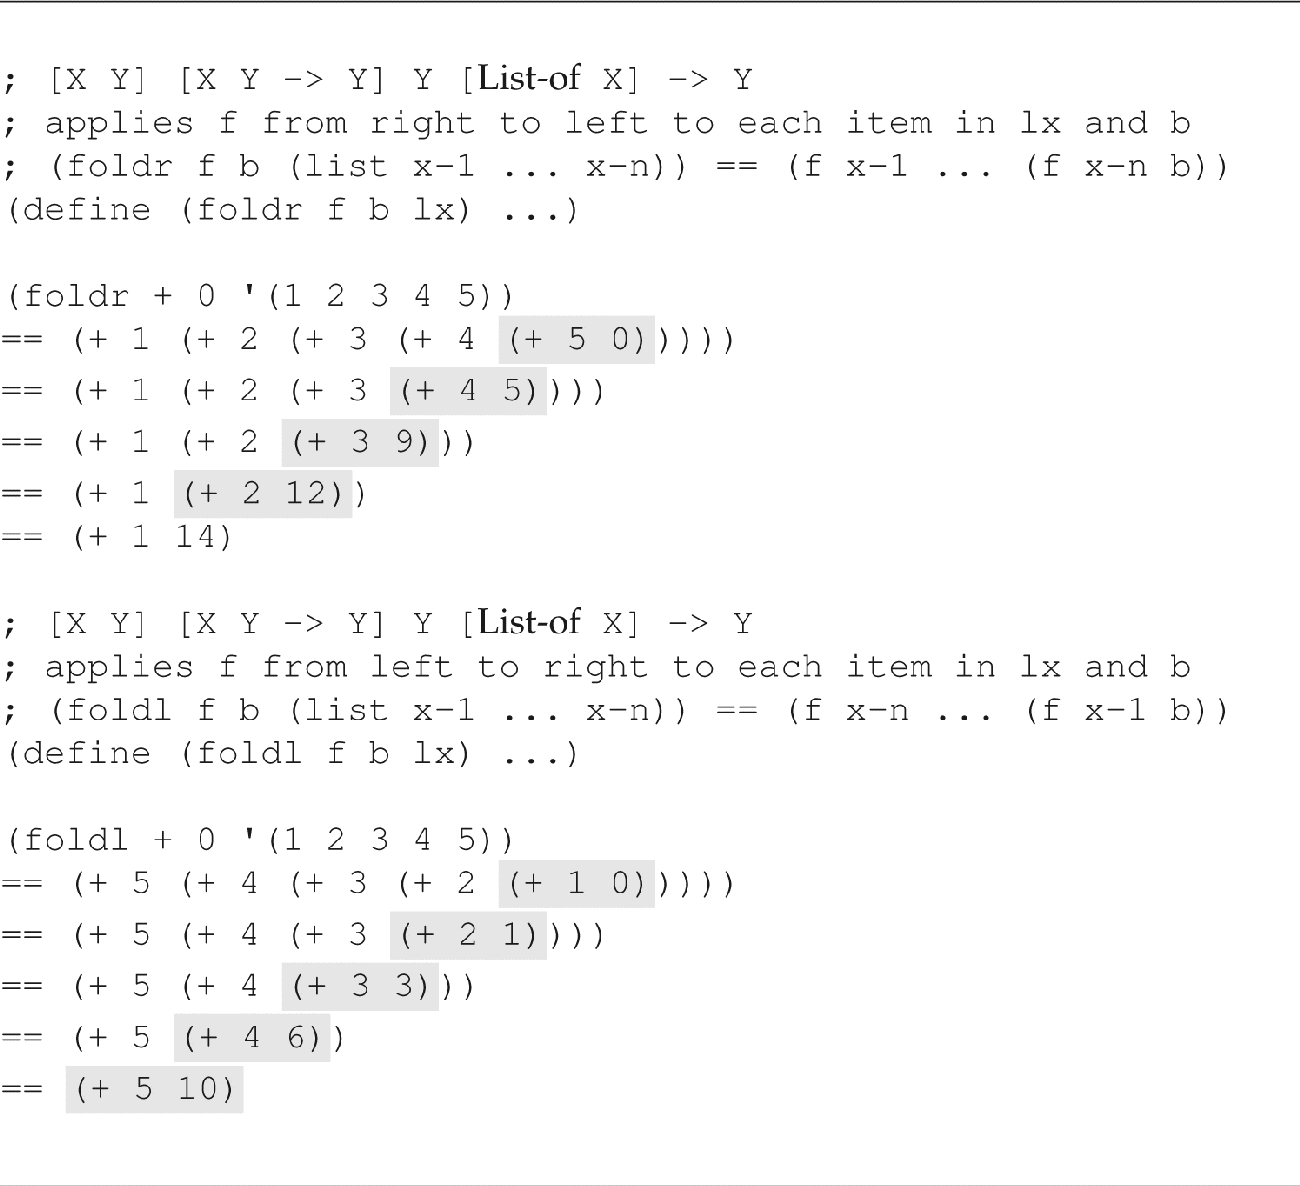 ; [X Y] [X Y -> Y] Y [List-of X] -> Y
; applies f from right to left to each item in lx and b
; (foldr f b (list x-1 ... x-n)) == (f x-1 ... (f x-n b))
(define (foldr f b lx) ...)
(foldr + 0 '(1 2 3 4 5))
== (+ 1 (+ 2 (+ 3 (+ 4 (+ 5 0)))))
== (+ 1 (+ 2 (+ 3 (+ 4 5))))
== (+ 1 (+ 2 (+ 3 9)))
== (+ 1 (+ 2 12))
== (+ 1 14)
; [X Y] [X Y -> Y] Y [List-of X] -> Y
; applies f from left to right to each item in lx and b
; (foldl f b (list x-1 ... x-n)) == (f x-n ... (f x-1 b))
(define (foldl f b lx) ...)
(foldl + 0 '(1 2 3 4 5))
== (+ 5 (+ 4 (+ 3 (+ 2 (+ 1 0)))))
== (+ 5 (+ 4 (+ 3 (+ 2 1))))
== (+ 5 (+ 4 (+ 3 3)))
== (+ 5 (+ 4 6))
== (+ 5 10)